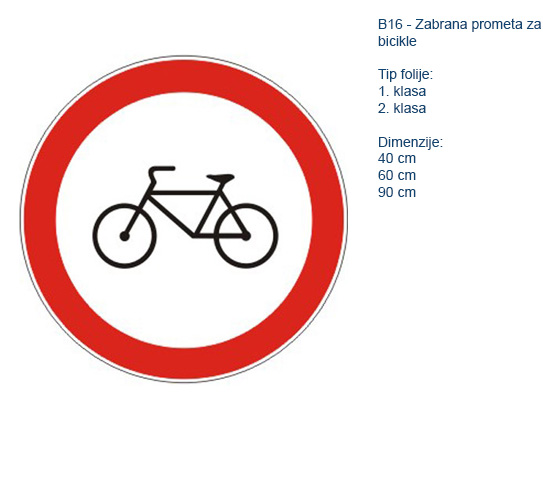 B16 - Zabrana prometa za
bicikle
Tip folije:
1. klasa
2. klasa
Dimenzije:
40 cm
60 cm
90 cm